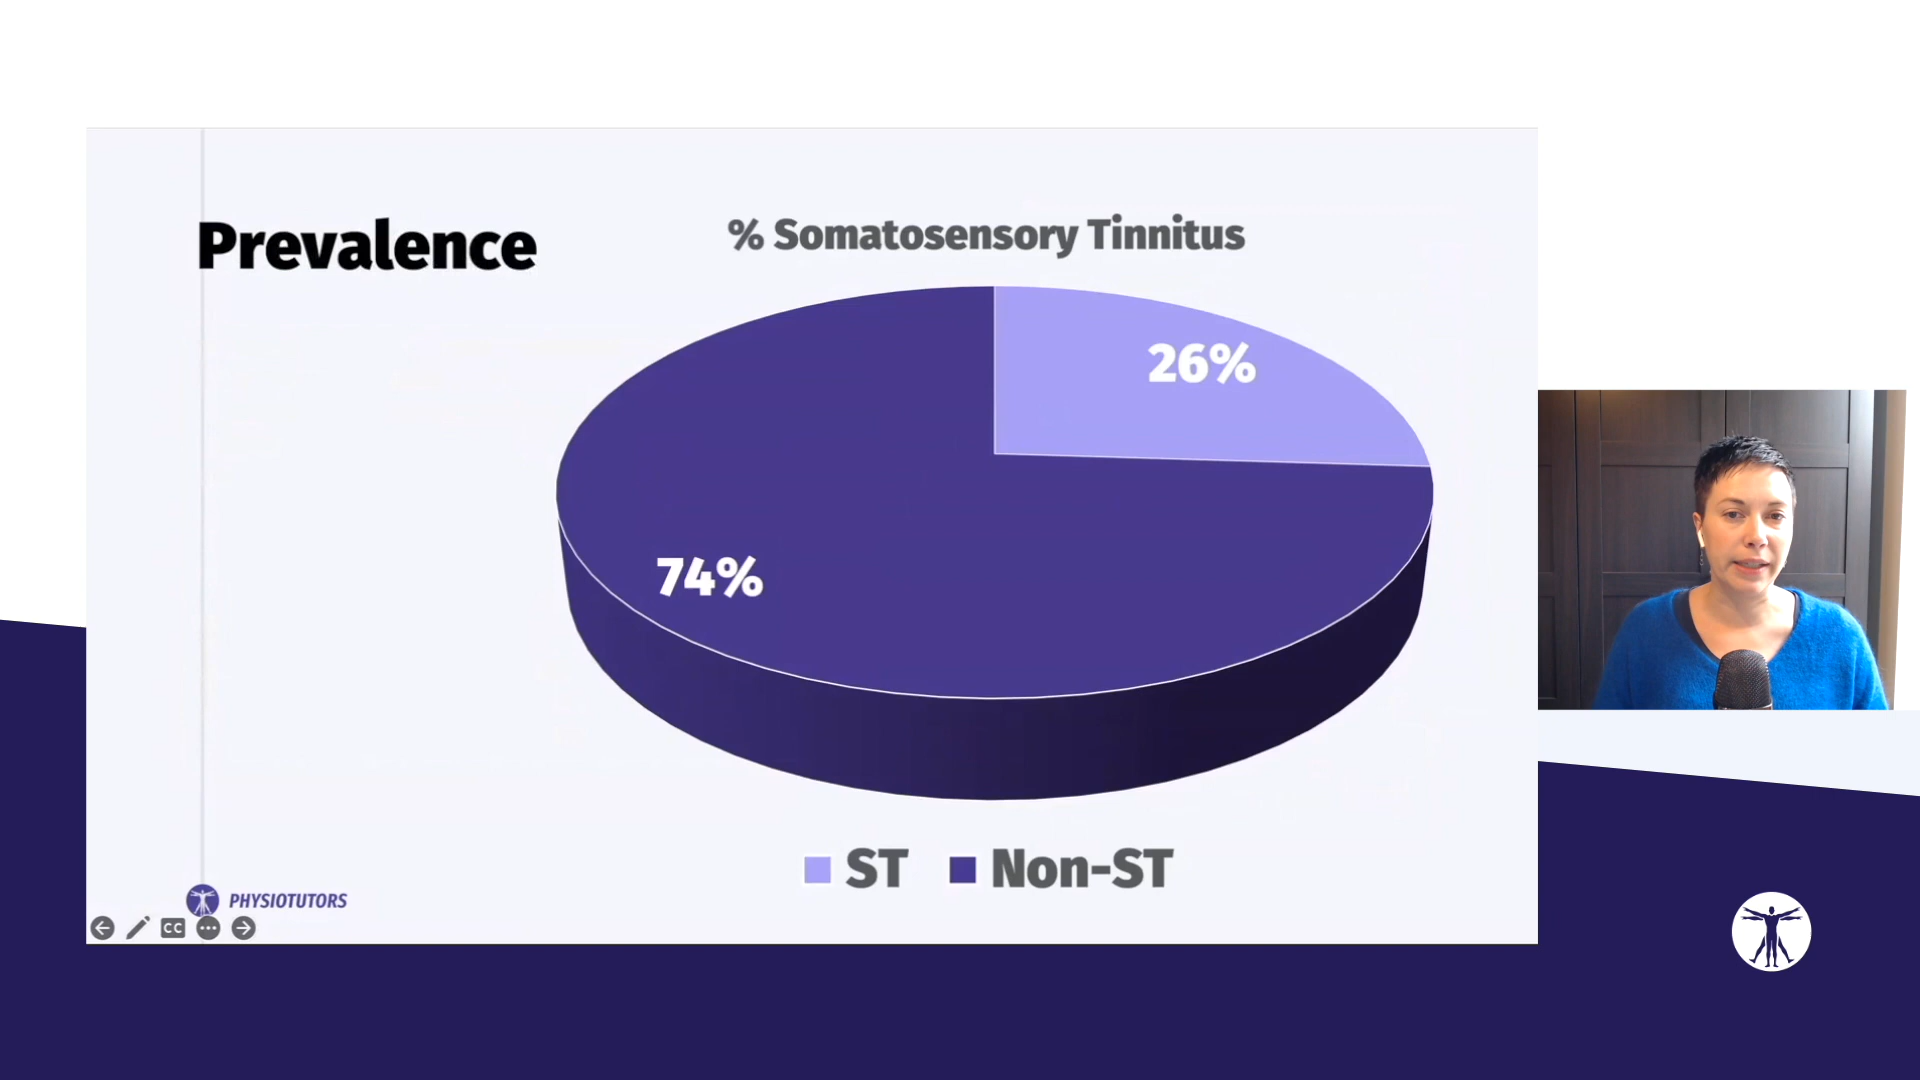 Prevalence
% Somatosensory Tinnitus
26%
74%
ST Non-ST
PHYSIOTUTORS
CC